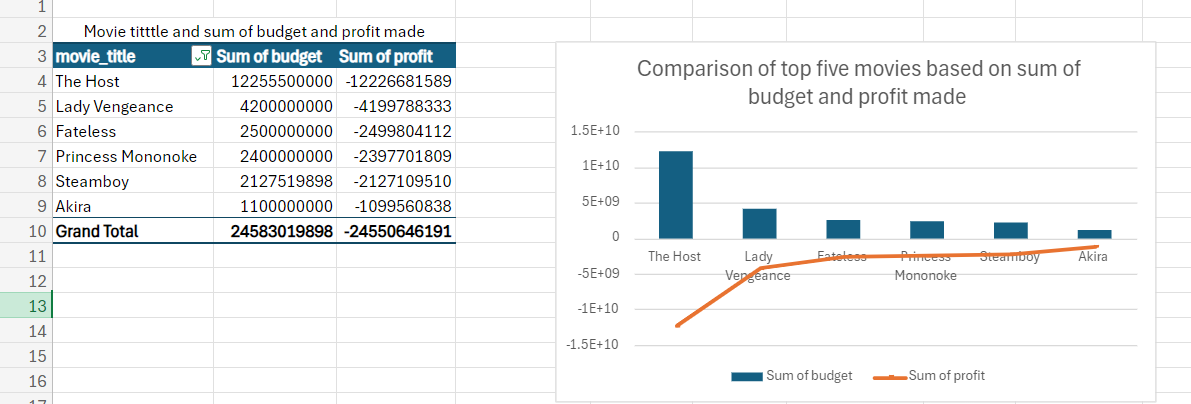 1
2 Movie titttle and sum of budget and profit made
3 movie_title Sum of budget Sum of profit
4 The Host 12255500000 -12226681589
5 Lady Vengeance 4200000000 -4199788333
6 Fateless 2500000000 -2499804112
7 Princess Mononoke 2400000000 -2397701809
8 Steamboy 2127519898 -2127109510
9 Akira 1100000000 -1099560838
10 Grand Total 24583019898 -24550646191
11
12
13
14
15
16
17
Comparison of top five movies based on sum of
budget and profit made
1.5E+10
1E+10
5E+09
0
-5E+09
-1E+10
-1.5E+10
The Host
Lady
Vengeance
Fateless
Princess
Mononoke
Steamboy
Akira
Sum of budget Sum of profit